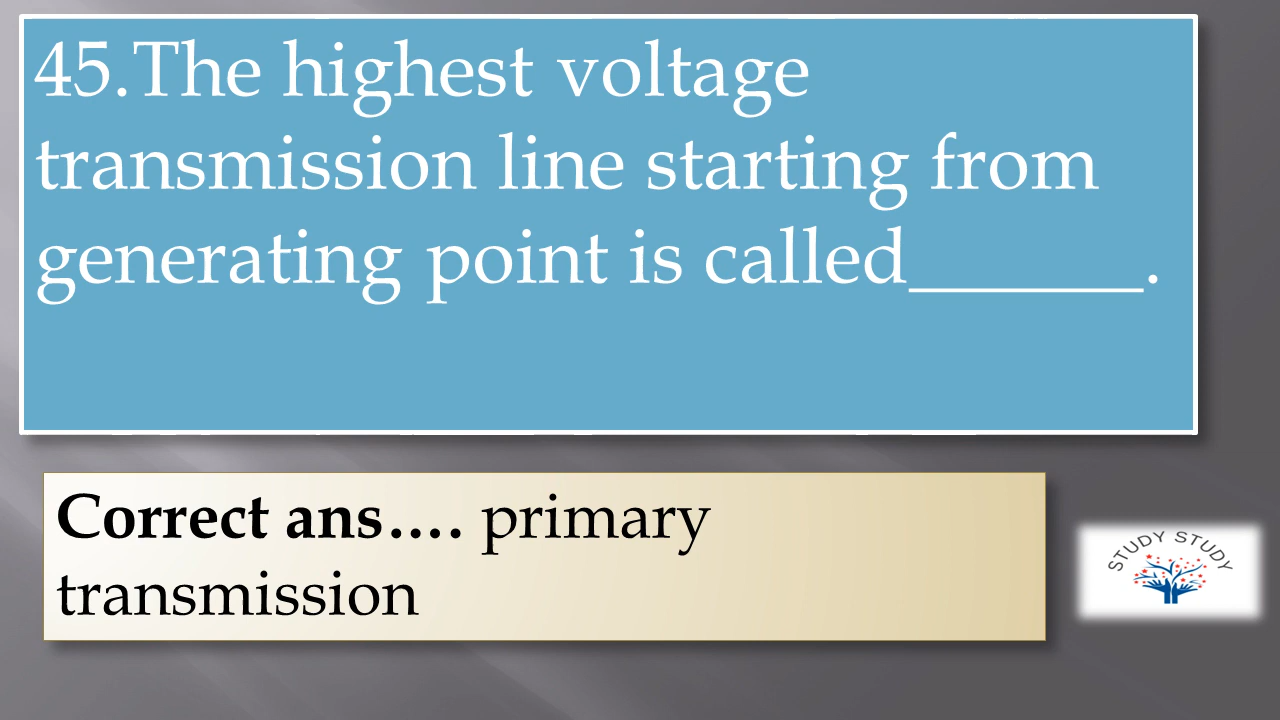 45.The highest voltage
transmission line starting from
generating point is called_______.
Correct ans…. primary
transmission
STUDY STUDY